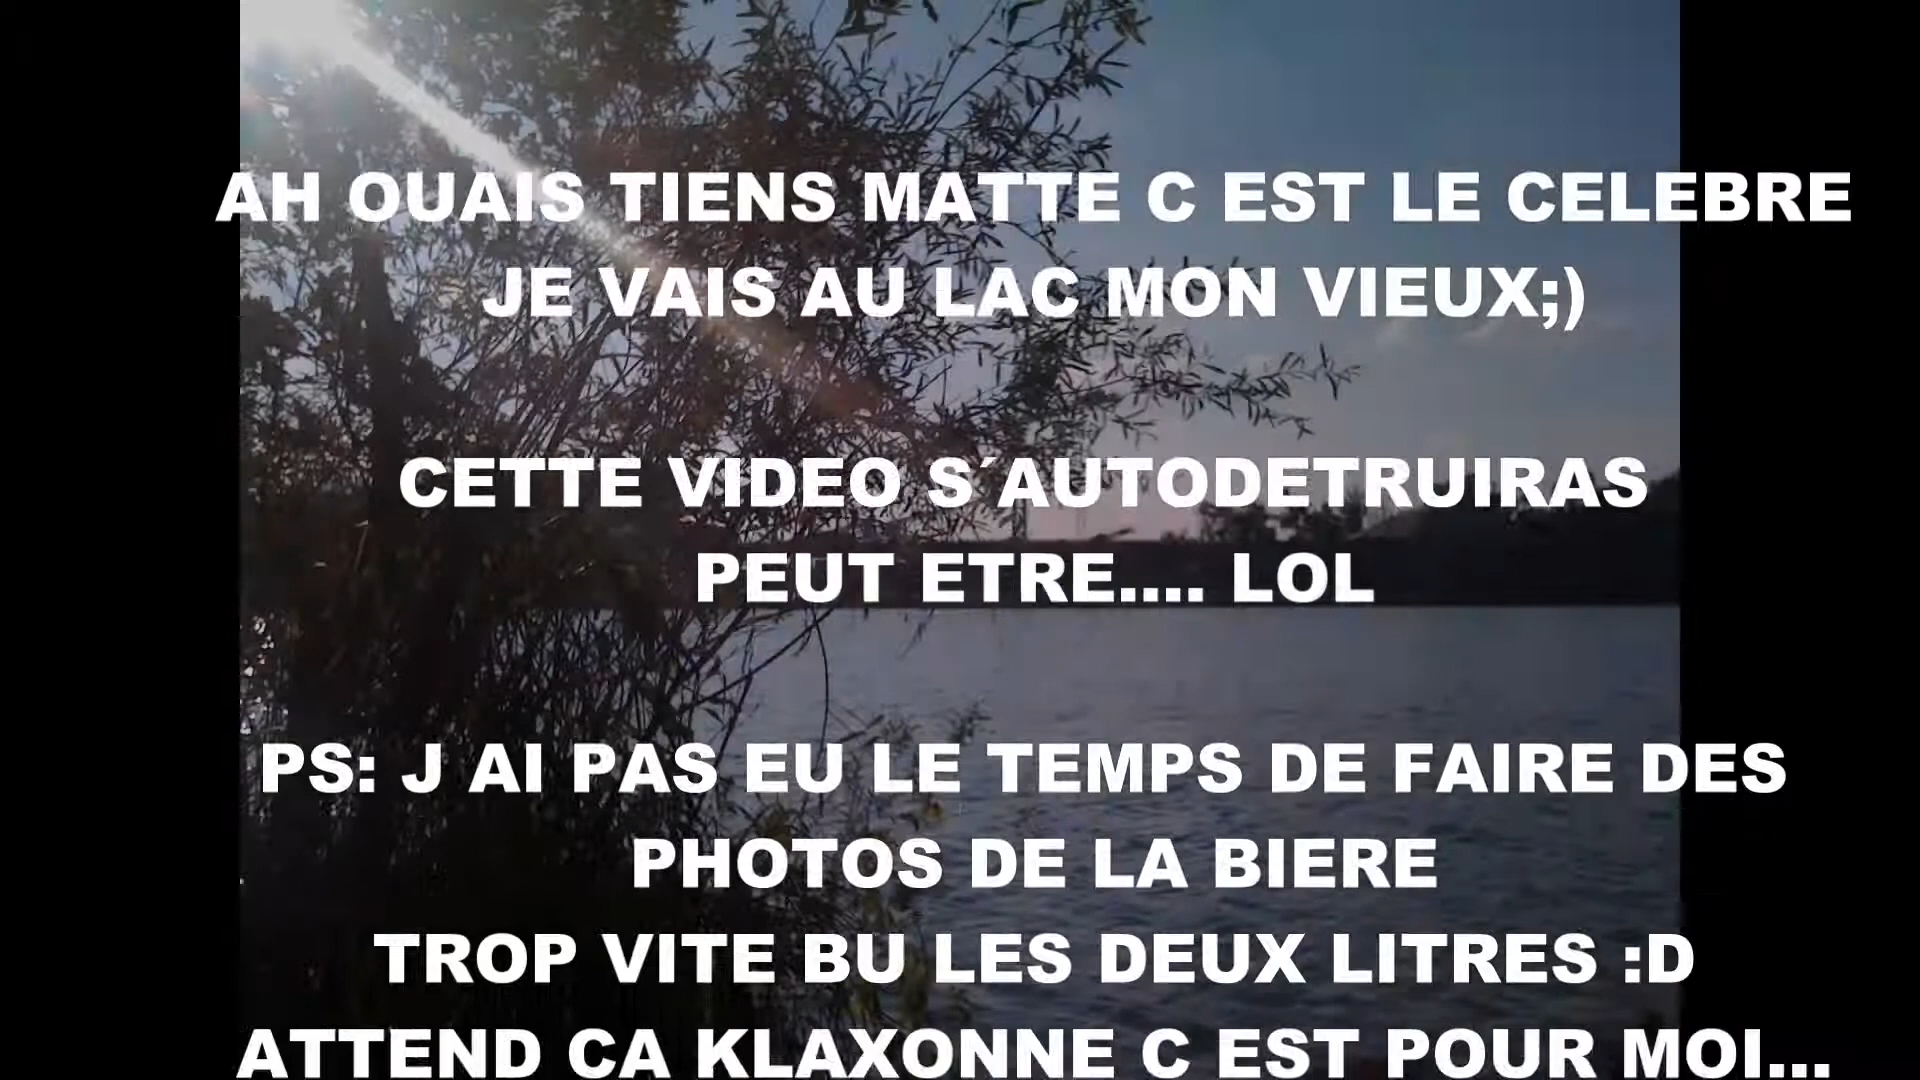 AH OUAIS TIENS MATTE C EST LE CELEBRE
JE VAIS AU LAC MON VIEUX;)
CETTE VIDEO S´AUTODETRUIRAS
PEUT ETRE.... LOL
PS: J AI PAS EU LE TEMPS DE FAIRE DES
PHOTOS DE LA BIERE
TROP VITE BU LES DEUX LITRES :D
ATTEND CA KLAXONNE C EST POUR MOI...